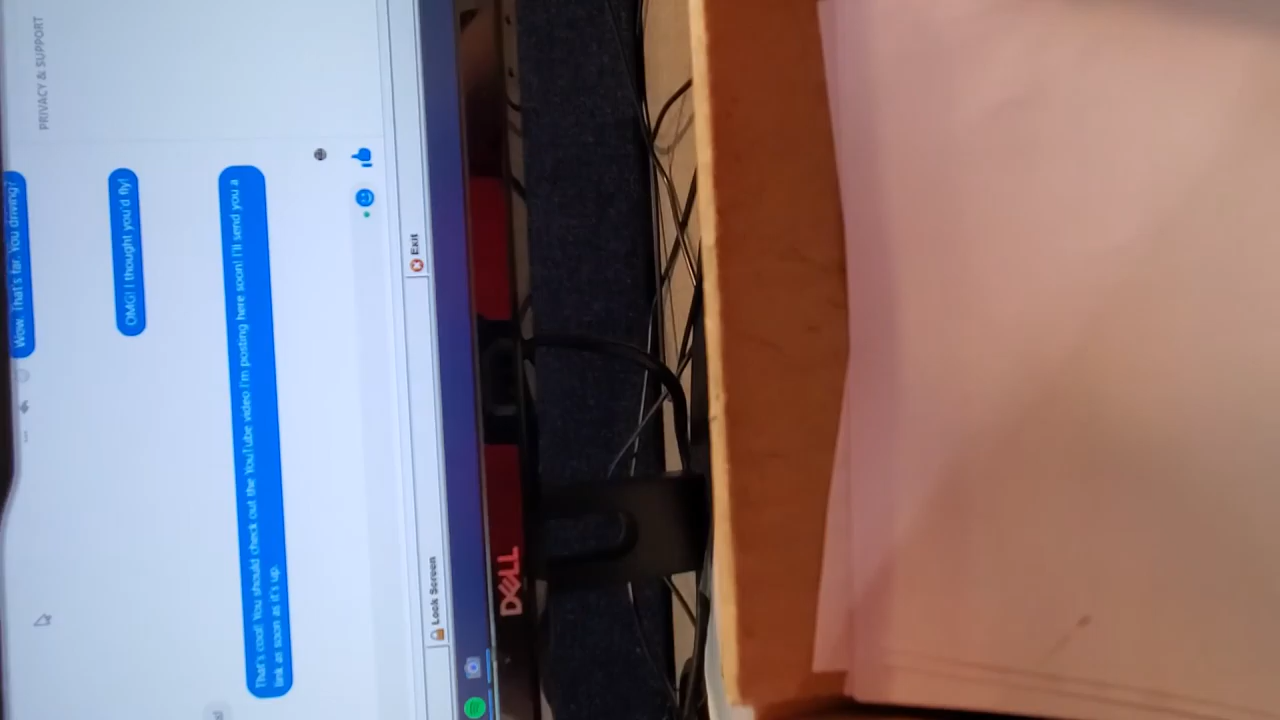 PRIVACY & SUPPORT
Wow. That's far. You driving?
OMG! I thought you'd fly!
That's cool! You should check out the YouTube video I'm posting here soon! I'll send you a
link as soon as it's up.
Lock Screen
Exit
DELL